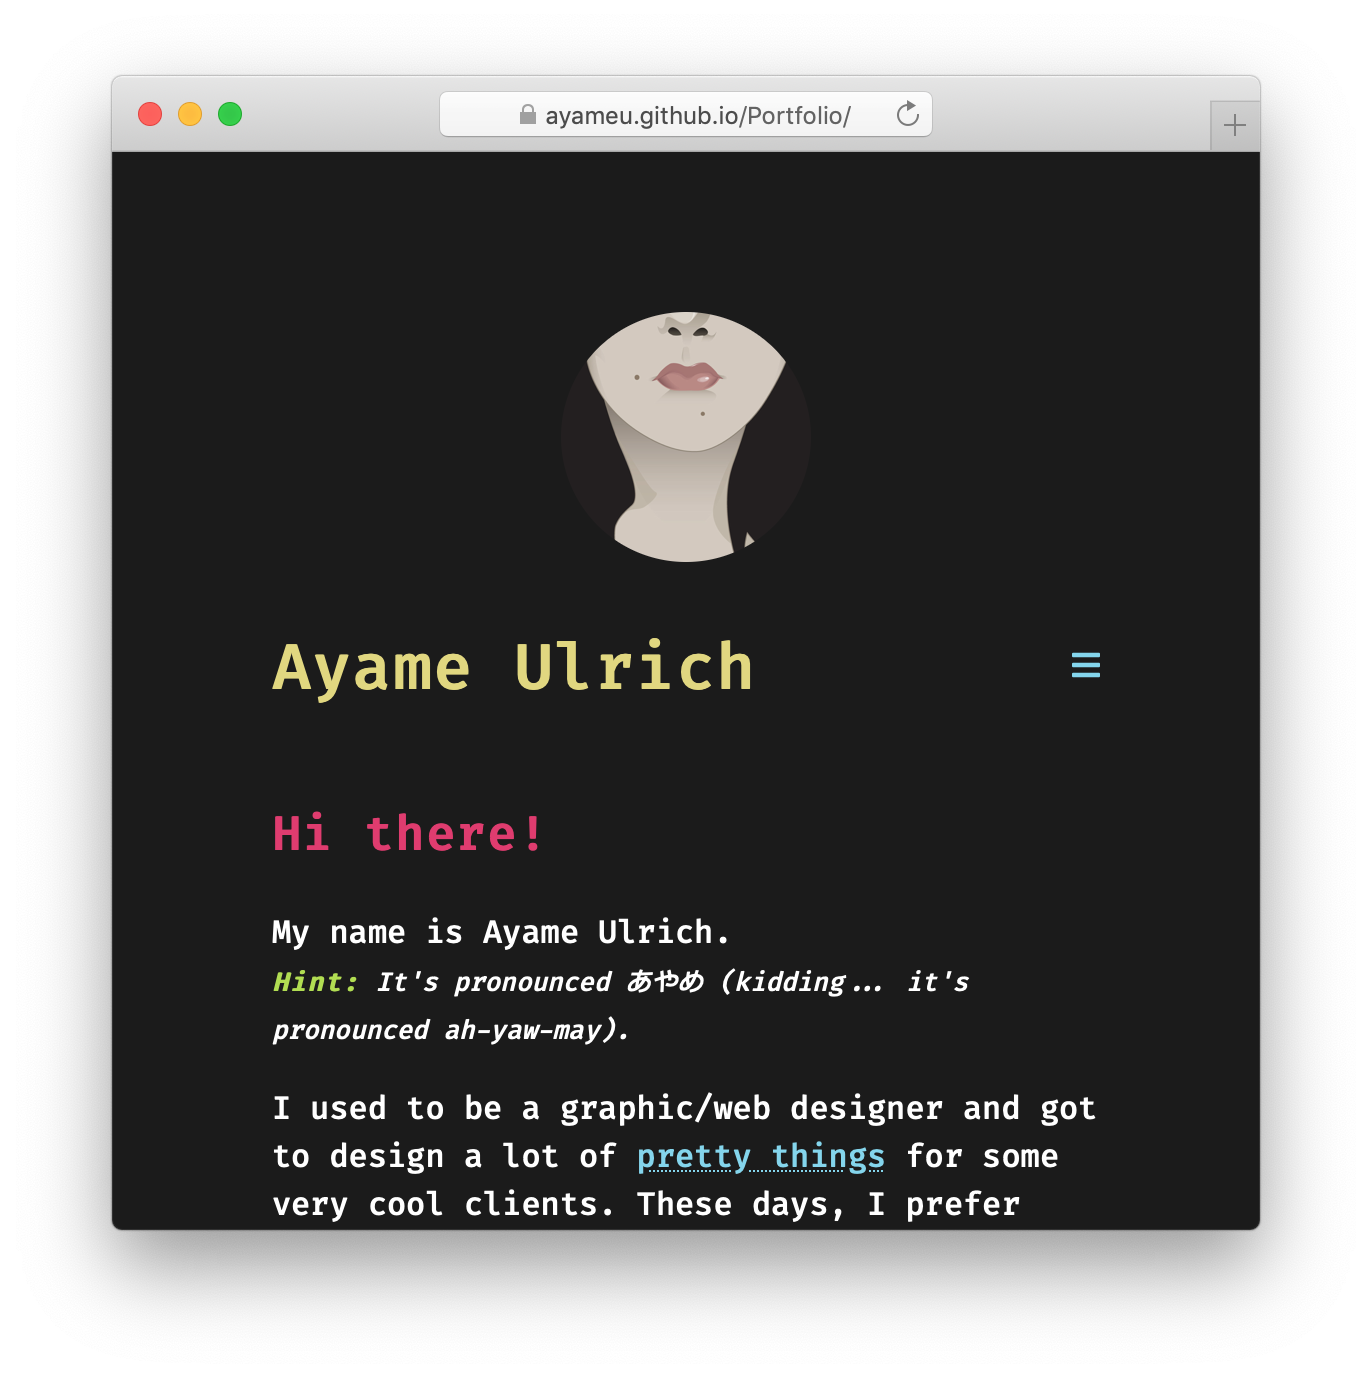 ayameu.github.io/Portfolio/
Ayame Ulrich
Hi there!
My name is Ayame Ulrich.
Hint: It's pronounced あやめ (kidding... it's
pronounced ah-yaw-may).
I used to be a graphic/web designer and got
to design a lot of pretty things for some
very cool clients. These days, I prefer